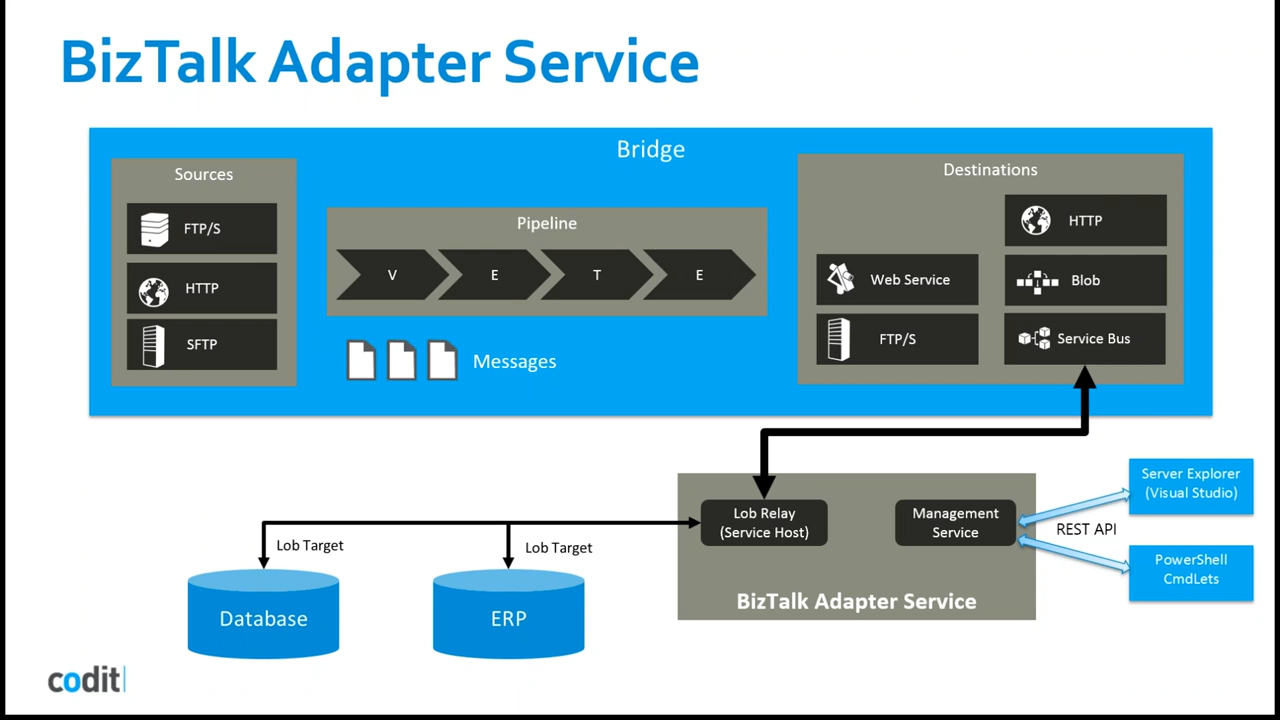 BizTalk Adapter Service
Bridge
Sources
FTP/S
HTTP
SFTP
Pipeline
V
E
T
E
Messages
Destinations
HTTP
Web Service
Blob
FTP/S
Service Bus
Lob Relay
(Service Host)
Management
Service
BizTalk Adapter Service
REST API
Server Explorer
(Visual Studio)
PowerShell
CmdLets
Lob Target
Lob Target
Database
ERP
codit